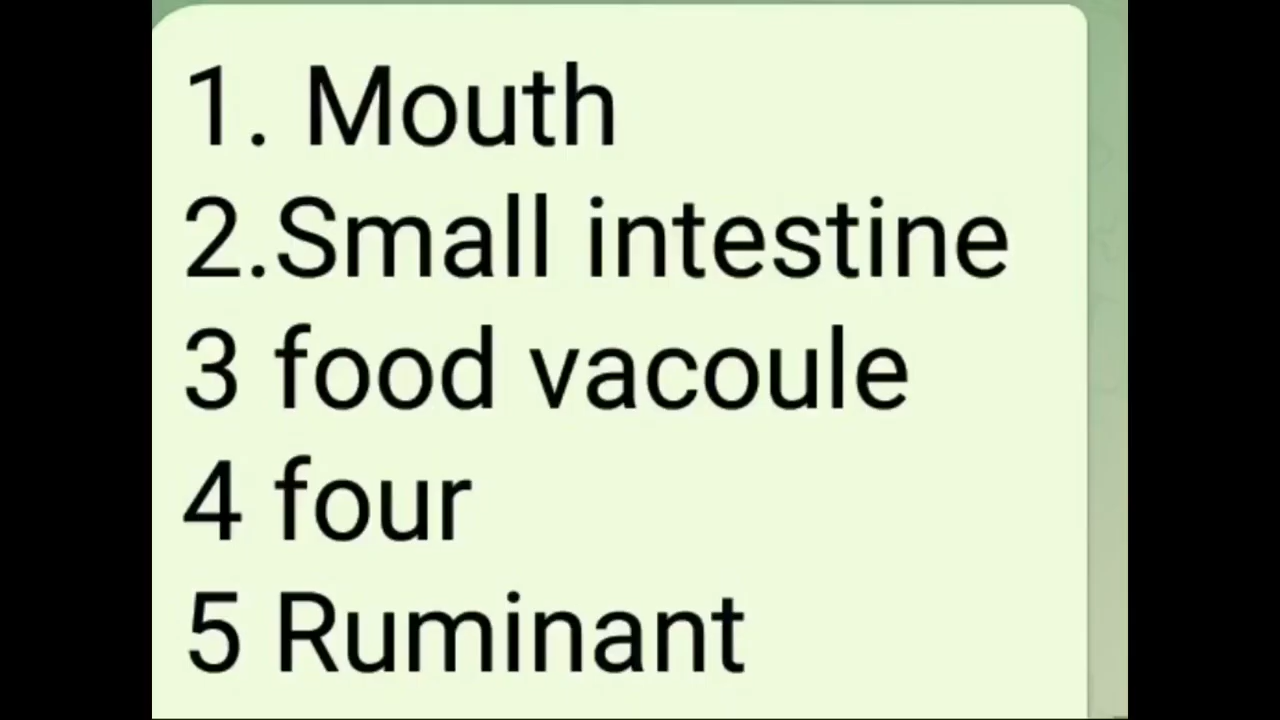 1. Mouth
2.Small intestine
3 food vacoule
4 four
5 Ruminant